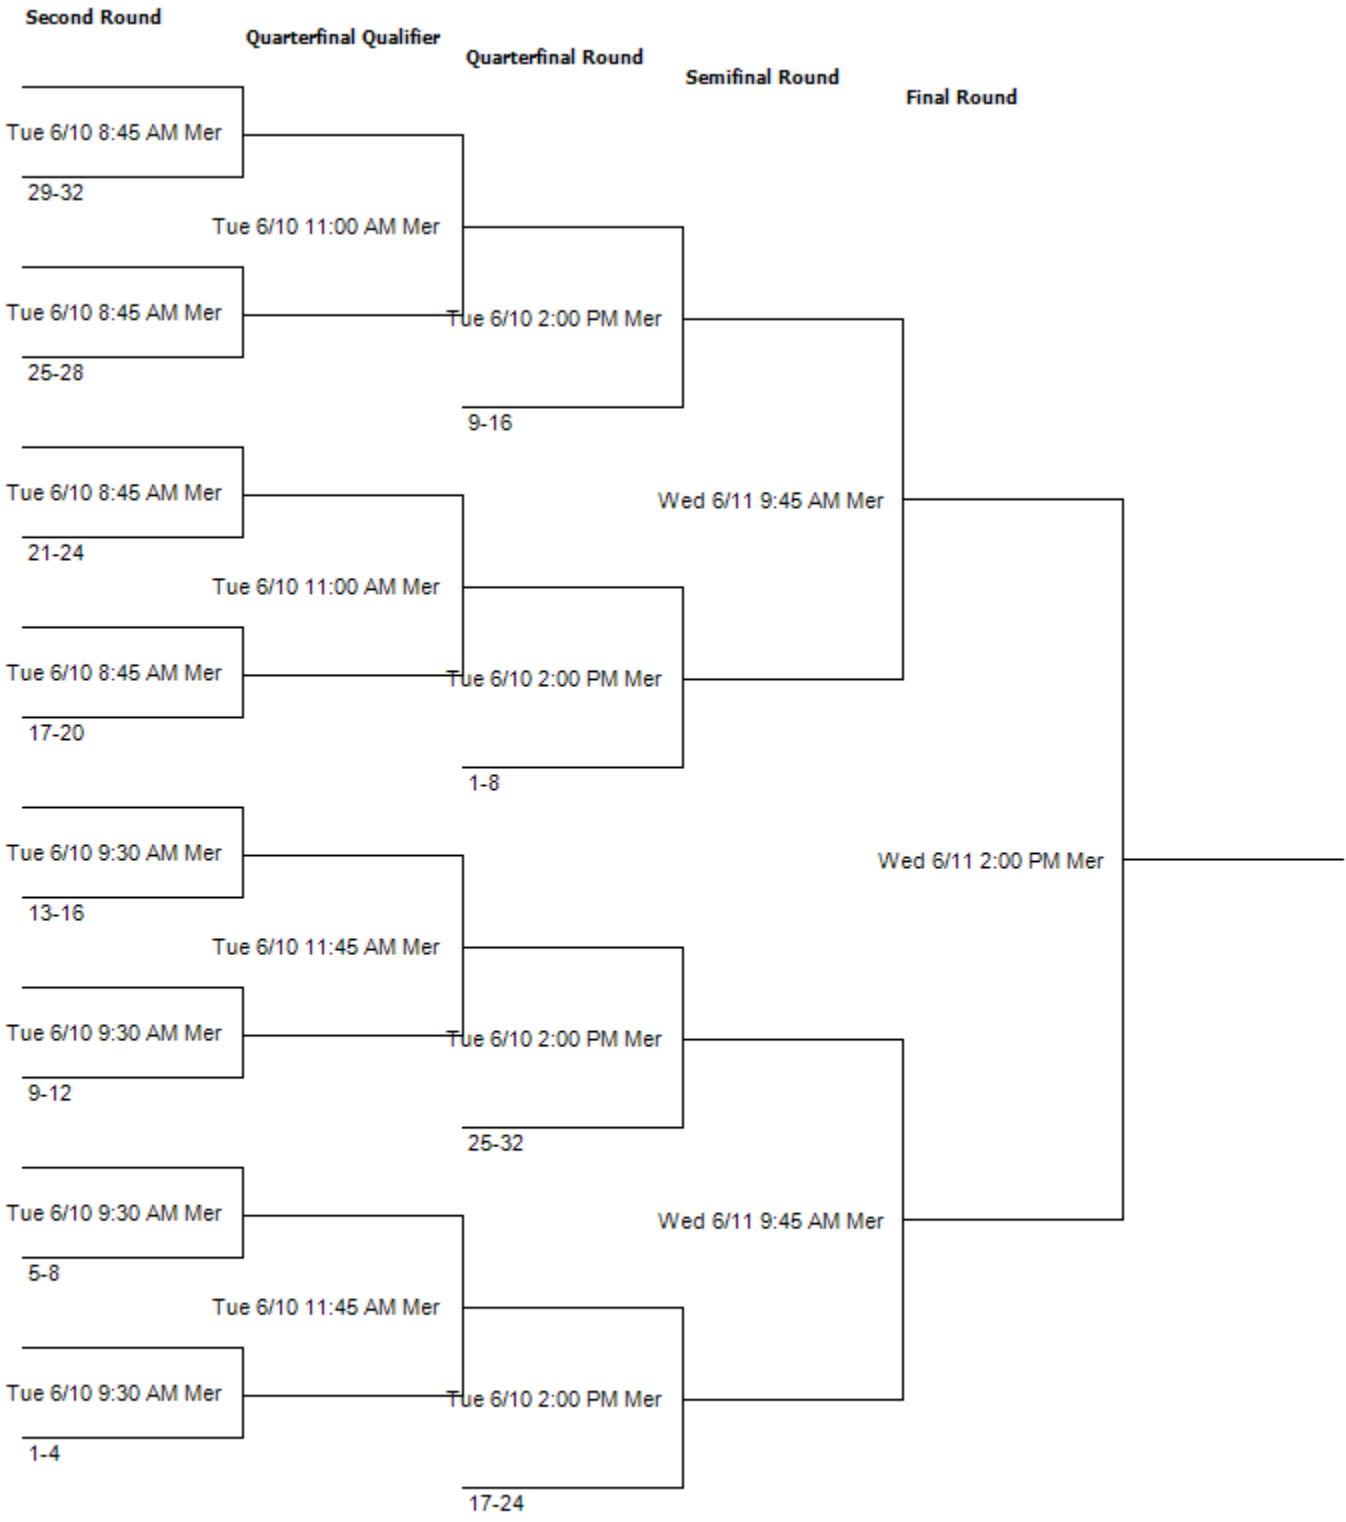 Second Round
Quarterfinal Qualifier
Quarterfinal Round
Semifinal Round
Final Round
Tue 6/10 8:45 AM Mer
29-32
Tue 6/10 11:00 AM Mer
Tue 6/10 8:45 AM Mer
Tue 6/10 2:00 PM Mer
25-28
9-16
Tue 6/10 8:45 AM Mer
Wed 6/11 9:45 AM Mer
21-24
Tue 6/10 11:00 AM Mer
Tue 6/10 8:45 AM Mer
Tue 6/10 2:00 PM Mer
17-20
1-8
Tue 6/10 9:30 AM Mer
Wed 6/11 2:00 PM Mer
13-16
Tue 6/10 11:45 AM Mer
Tue 6/10 9:30 AM Mer
Tue 6/10 2:00 PM Mer
9-12
25-32
Tue 6/10 9:30 AM Mer
Wed 6/11 9:45 AM Mer
5-8
Tue 6/10 11:45 AM Mer
Tue 6/10 9:30 AM Mer
Tue 6/10 2:00 PM Mer
1-4
17-24